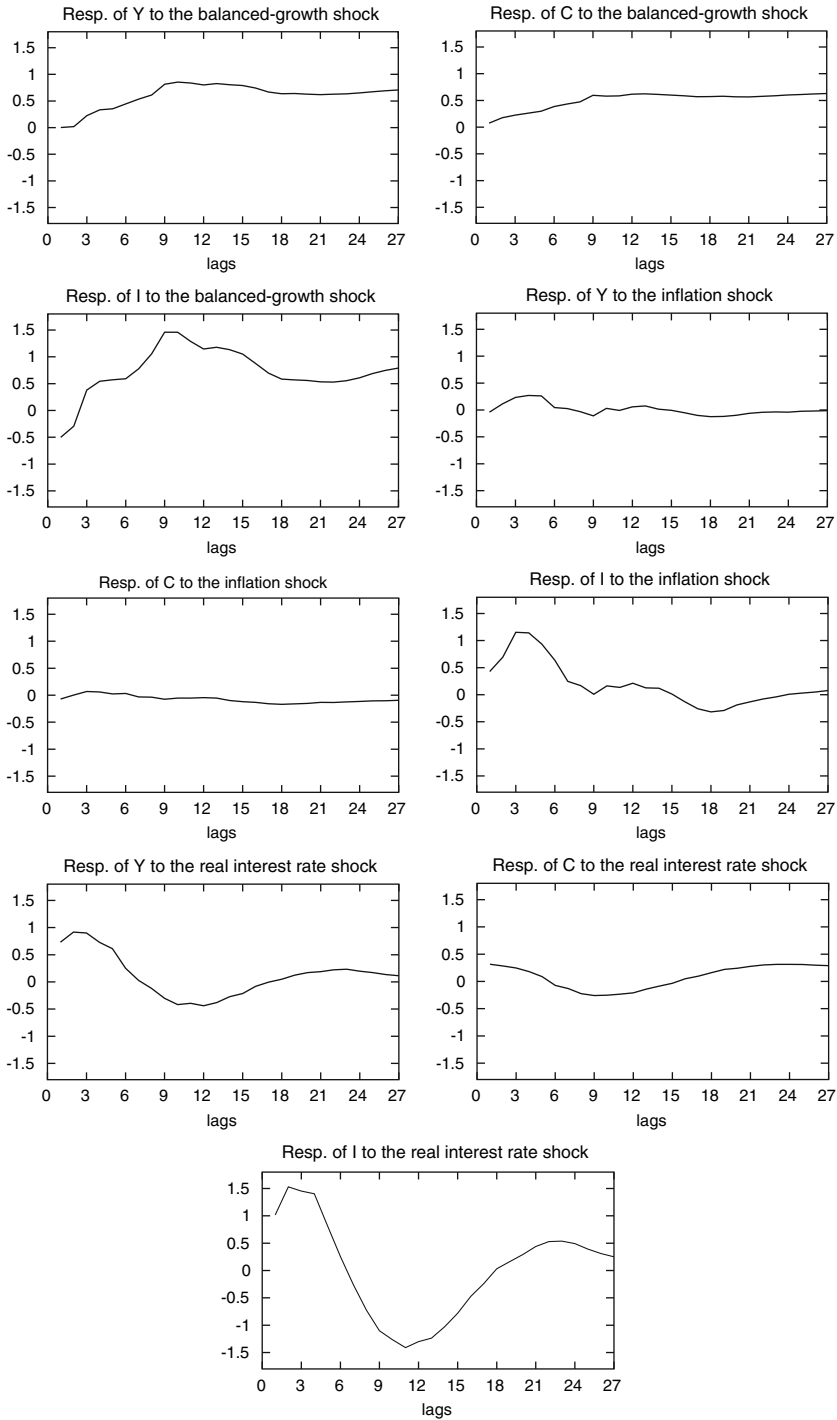 Resp. of Y to the balanced-growth shock
1.5
1
0.5
0
-0.5
-1
-1.5
0 3 6 9 12 15 18 21 24 27
lags
Resp. of C to the balanced-growth shock
1.5
1
0.5
0
-0.5
-1
-1.5
0 3 6 9 12 15 18 21 24 27
lags
Resp. of I to the balanced-growth shock
1.5
1
0.5
0
-0.5
-1
-1.5
0 3 6 9 12 15 18 21 24 27
lags
Resp. of Y to the inflation shock
1.5
1
0.5
0
-0.5
-1
-1.5
0 3 6 9 12 15 18 21 24 27
lags
Resp. of C to the inflation shock
1.5
1
0.5
0
-0.5
-1
-1.5
0 3 6 9 12 15 18 21 24 27
lags
Resp. of I to the inflation shock
1.5
1
0.5
0
-0.5
-1
-1.5
0 3 6 9 12 15 18 21 24 27
lags
Resp. of Y to the real interest rate shock
1.5
1
0.5
0
-0.5
-1
-1.5
0 3 6 9 12 15 18 21 24 27
lags
Resp. of C to the real interest rate shock
1.5
1
0.5
0
-0.5
-1
-1.5
0 3 6 9 12 15 18 21 24 27
lags
Resp. of I to the real interest rate shock
1.5
1
0.5
0
-0.5
-1
-1.5
0 3 6 9 12 15 18 21 24 27
lags